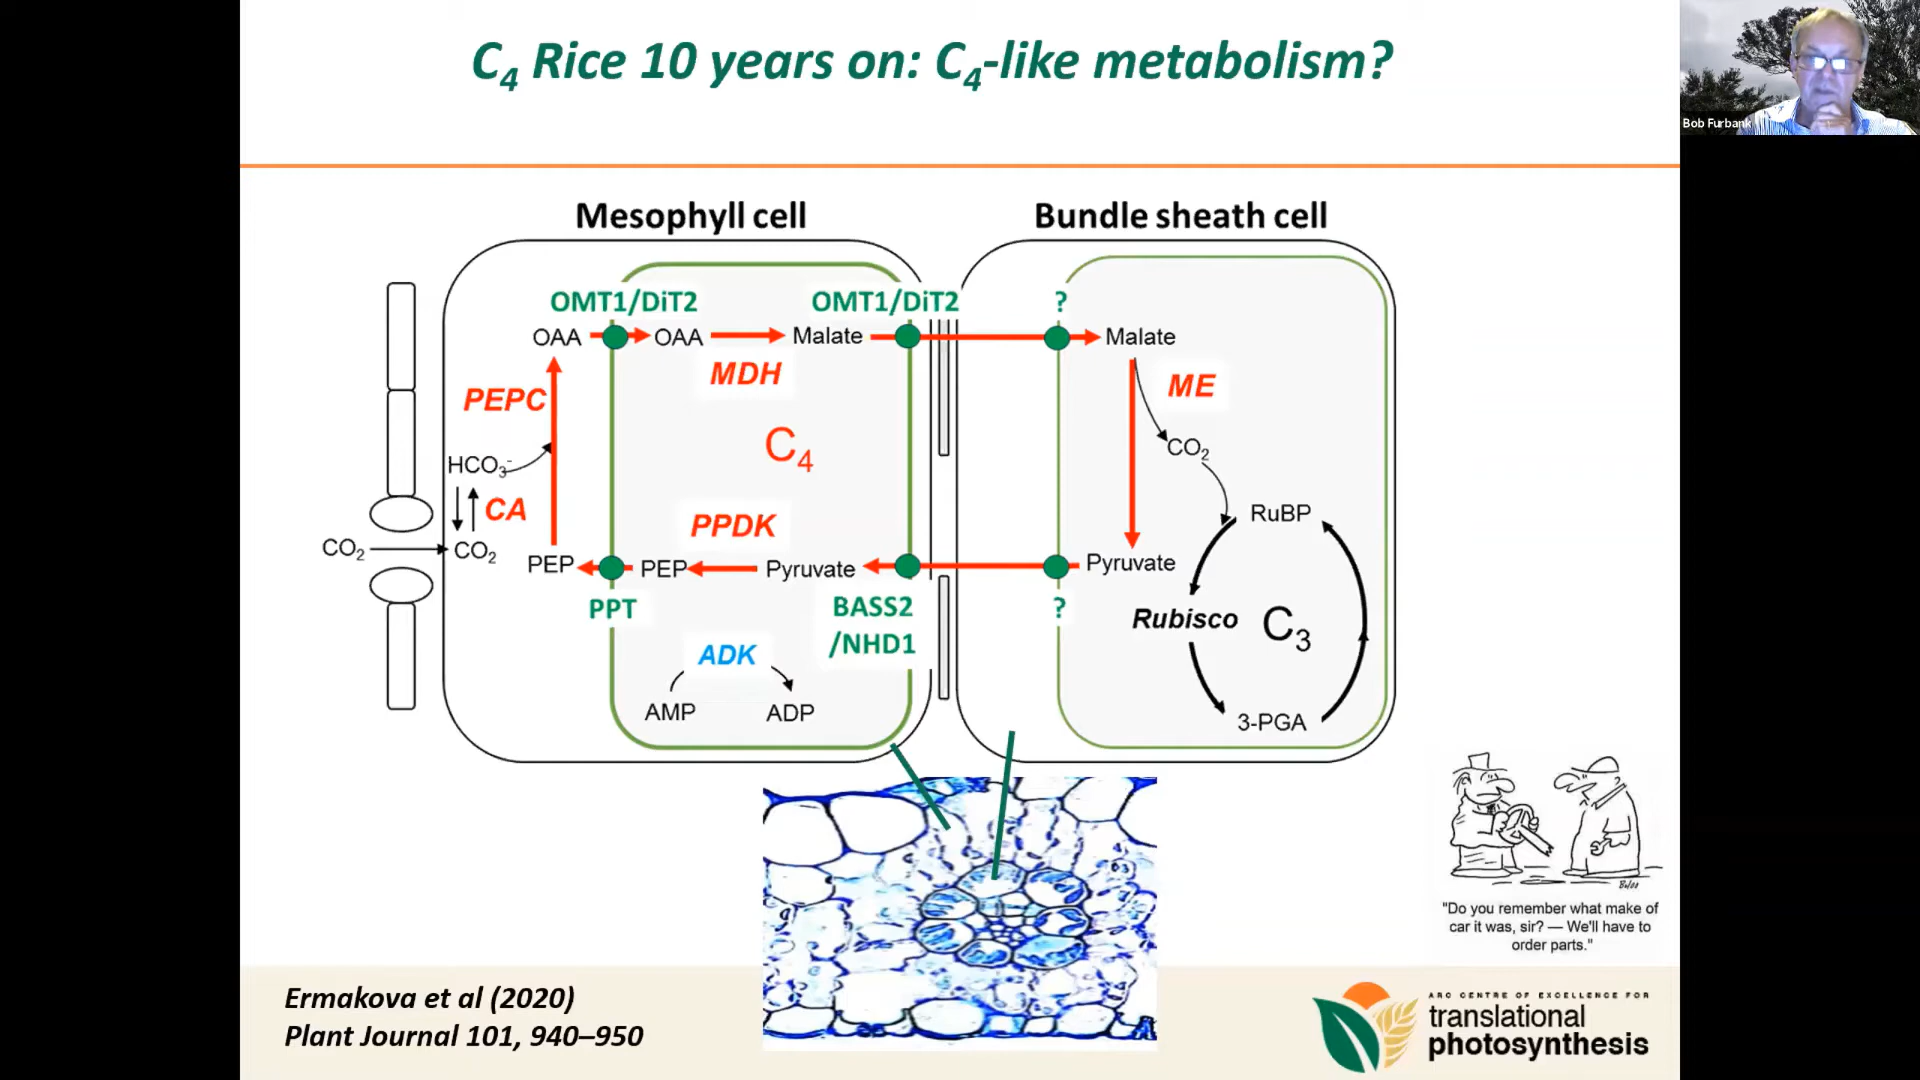 C4 Rice 10 years on: C4-like metabolism?
Bob Furbank
Mesophyll cell
Bundle sheath cell
OMT1/DiT2
OMT1/DiT2
?
OAA
OAA
Malate
Malate
MDH
ME
PEPC
C4
CO2
HCO3-
CA
PPDK
RuBP
CO2
CO2
PEP
PEP
Pyruvate
Pyruvate
PPT
BASS2
/NHD1
?
Rubisco
C3
ADK
AMP
ADP
3-PGA
"Do you remember what make of
car it was, sir? — We'll have to
order parts."
Ermakova et al (2020)
Plant Journal 101, 940–950
ARC CENTRE OF EXCELLENCE FOR
translational
photosynthesis